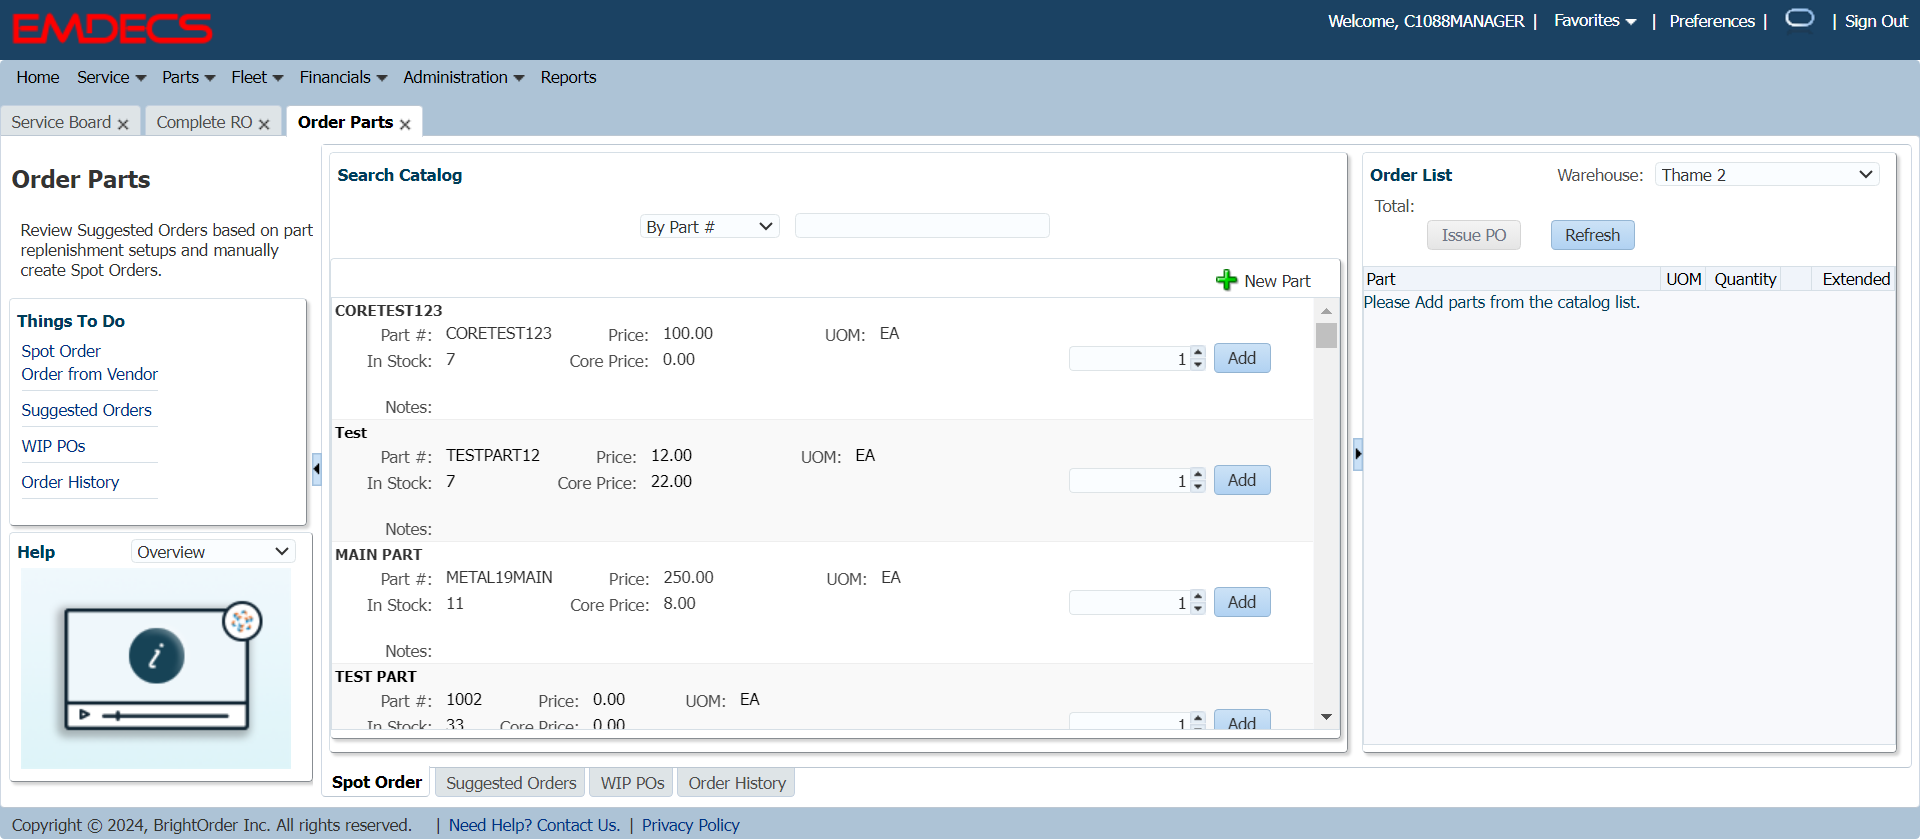 EMDECS
Welcome, C1088MANAGER | Favorites | Preferences | | Sign Out
Home Service Parts Fleet Financials Administration Reports
Service Board Complete RO Order Parts
Order Parts
Review Suggested Orders based on part
replenishment setups and manually
create Spot Orders.
Things To Do
Spot Order
Order from Vendor
Suggested Orders
WIP POs
Order History
Help Overview
Search Catalog
By Part #
New Part
CORETEST123
Part #: CORETEST123 Price: 100.00 UOM: EA
In Stock: 7 Core Price: 0.00 1 Add
Notes:
Test
Part #: TESTPART12 Price: 12.00 UOM: EA
In Stock: 7 Core Price: 22.00 1 Add
Notes:
MAIN PART
Part #: METAL19MAIN Price: 250.00 UOM: EA
In Stock: 11 Core Price: 8.00 1 Add
Notes:
TEST PART
Part #: 1002 Price: 0.00 UOM: EA
In Stock: 33 Core Price: 0.00 1 Add
Order List Warehouse: Thame 2
Total:
Issue PO Refresh
Part UOM Quantity Extended
Please Add parts from the catalog list.
Spot Order Suggested Orders WIP POs Order History
Copyright © 2024, BrightOrder Inc. All rights reserved. | Need Help? Contact Us. | Privacy Policy